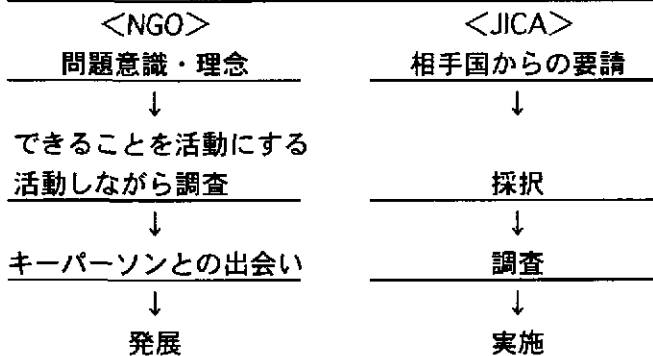 <NGO>
問題意識・理念
↓
できることを活動にする
活動しながら調査
↓
キーパーソンとの出会い
↓
発展
<JICA>
相手国からの要請
↓
採択
↓
調査
↓
実施